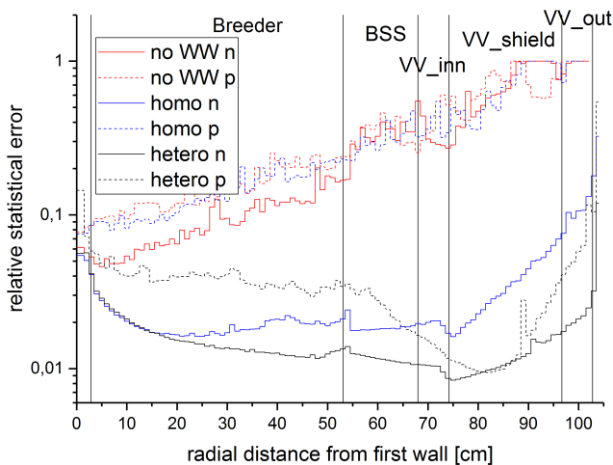 Breeder
BSS
VV_inn
VV_shield
VV_out
no WW n
no WW p
homo n
homo p
hetero n
hetero p
relative statistical error
1
0,1
0,01
0 10 20 30 40 50 60 70 80 90 100
radial distance from first wall [cm]